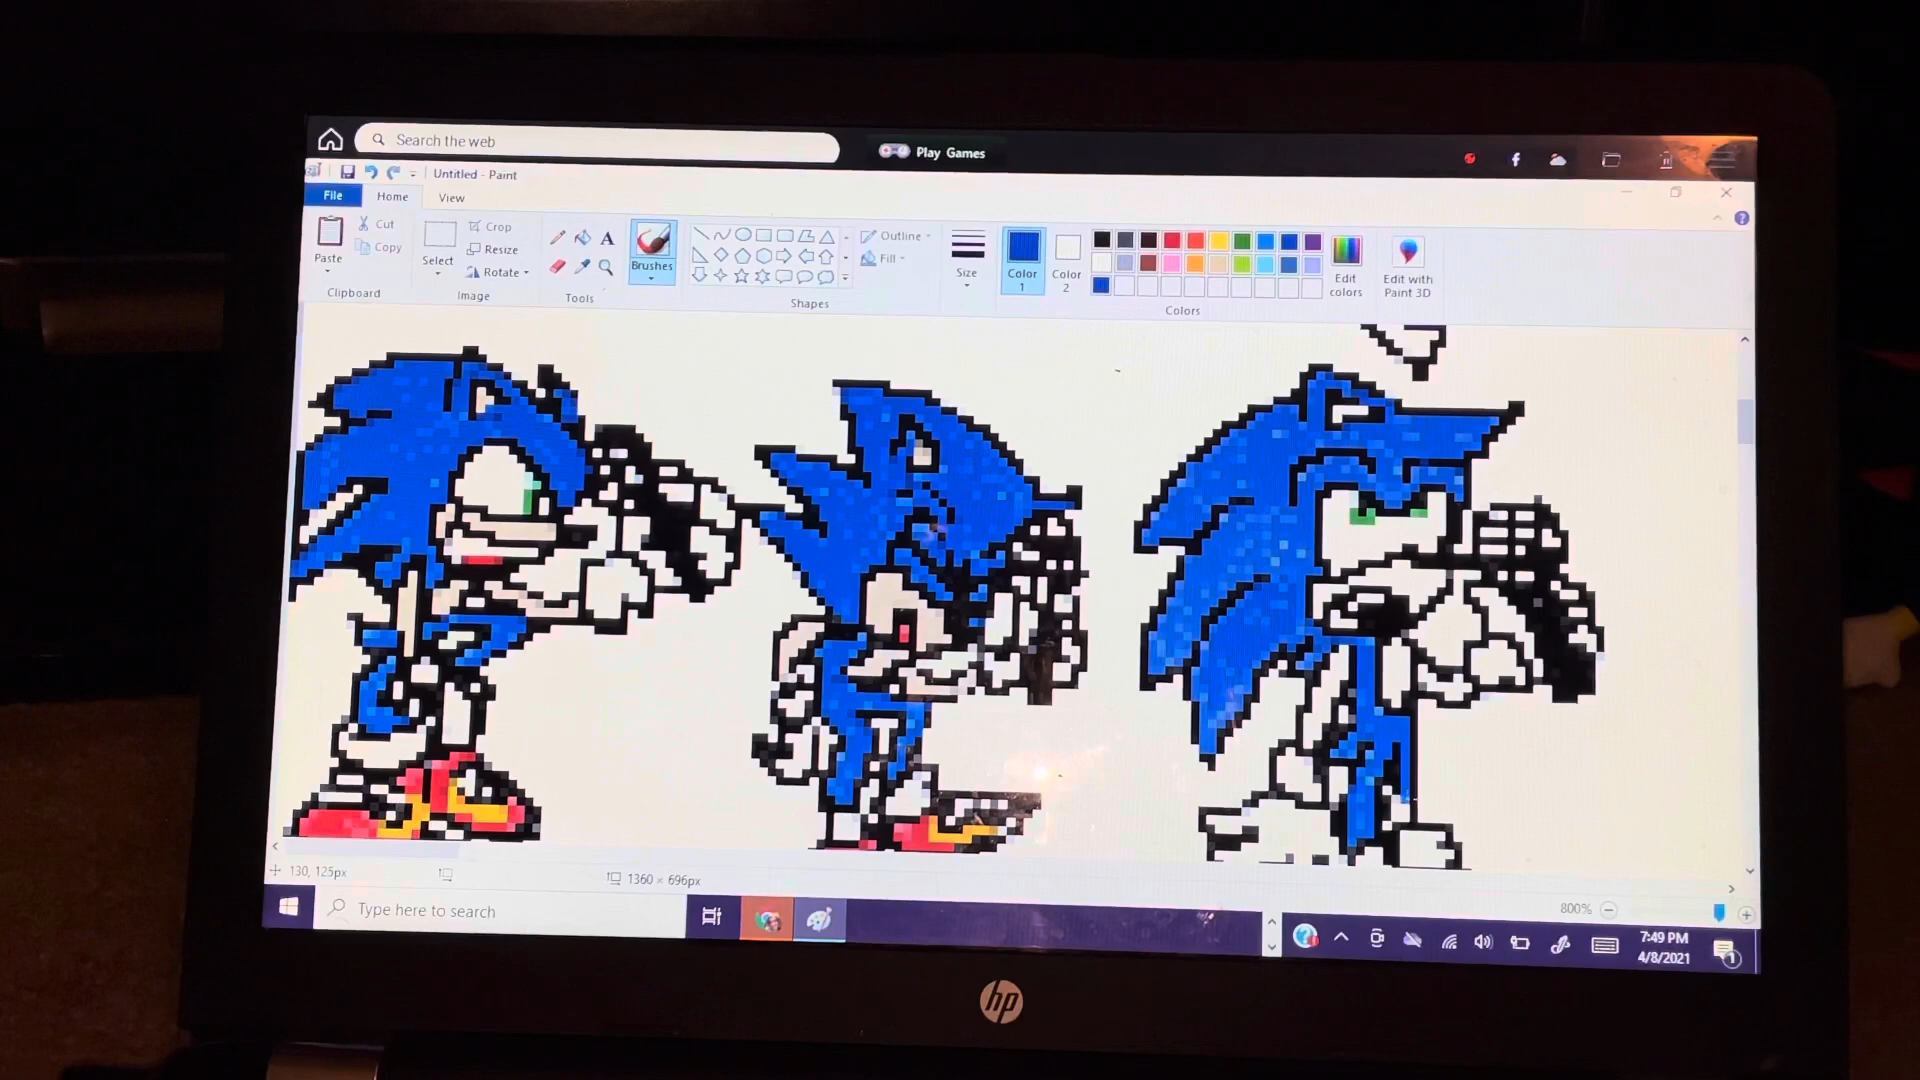 Search the web
Play Games
Untitled - Paint
File Home View
Paste
Cut
Copy
Clipboard
Select
Crop
Resize
Rotate
Image
A
Tools
Brushes
Shapes
Outline
Fill
Size
Color 1
Color 2
Colors
Edit colors
Edit with Paint 3D
130, 125px
1360 × 696px
800%
Type here to search
7:49 PM
4/8/2021
1
hp